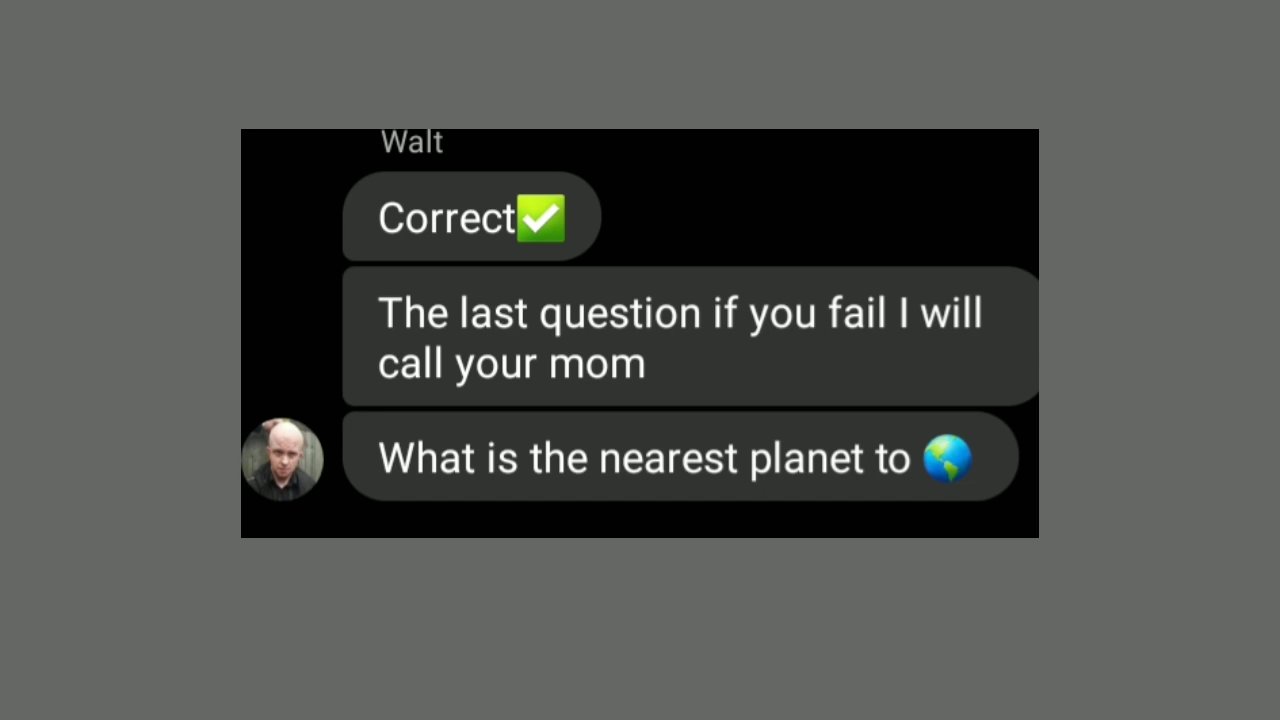 Walt
Correct✅
The last question if you fail I will
call your mom
What is the nearest planet to 🌎